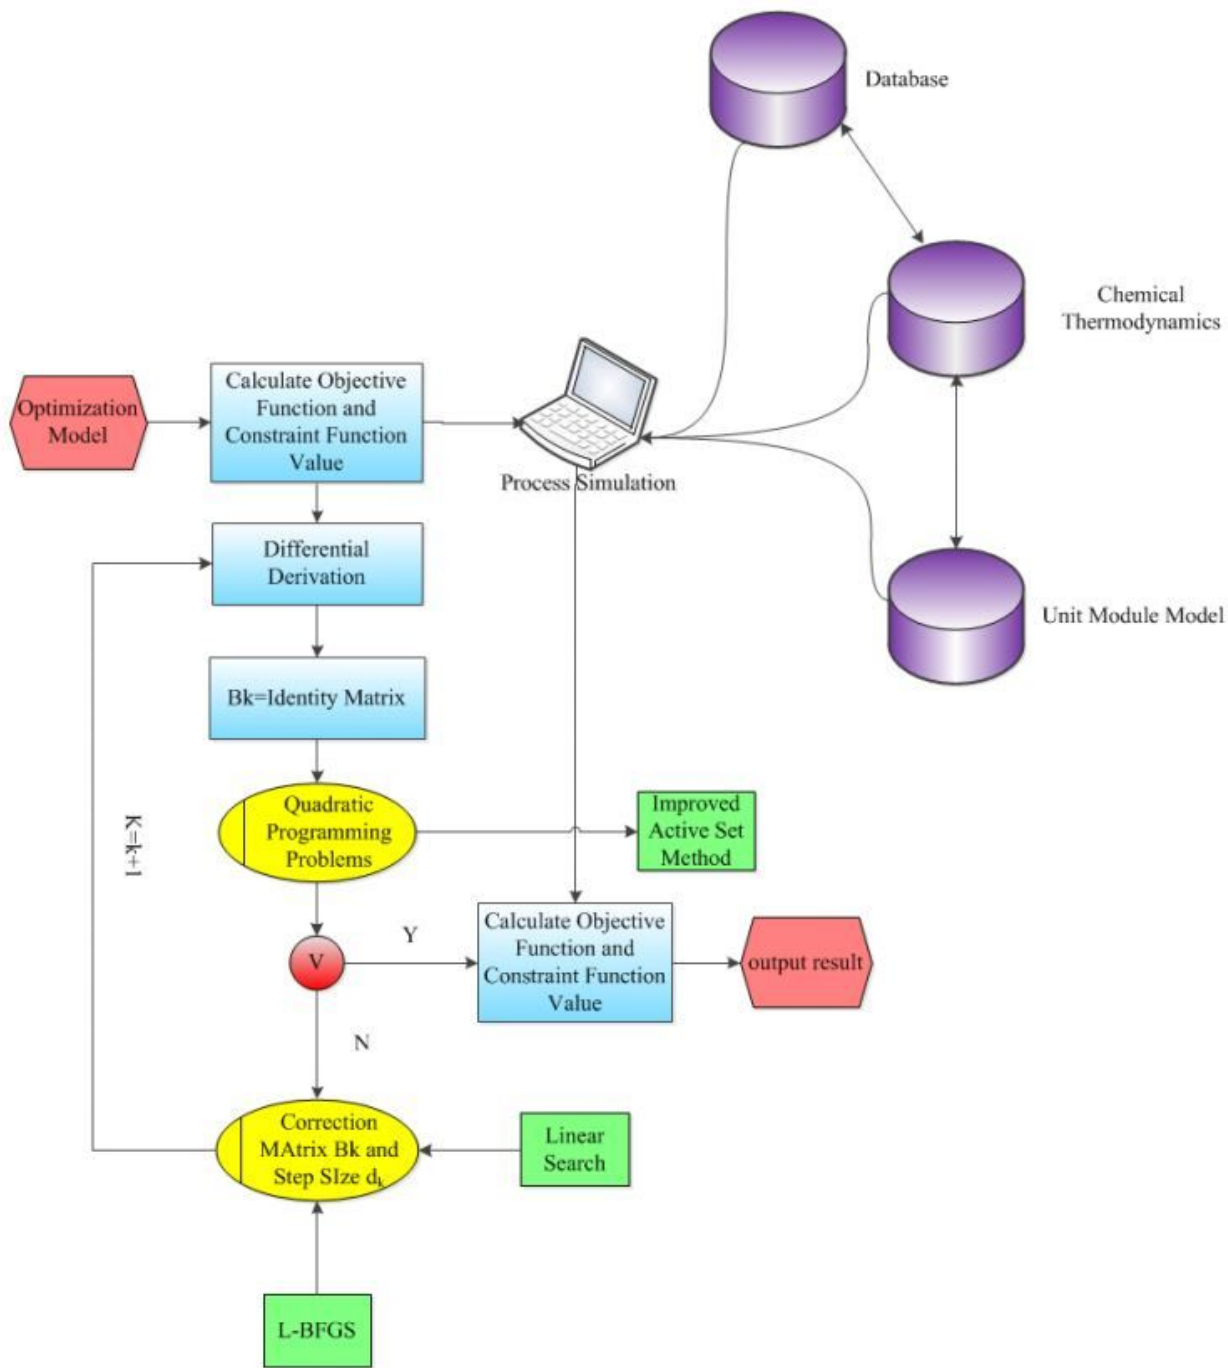 Database
Chemical
Thermodynamics
Optimization
Model
Calculate Objective
Function and
Constraint Function
Value
Process Simulation
Differential
Derivation
Unit Module Model
Bk=Identity Matrix
K=k+1
Quadratic
Programming
Problems
Improved
Active Set
Method
V
Y
Calculate Objective
Function and
Constraint Function
Value
output result
N
Correction
MAtrix Bk and
Step SIze dk
Linear
Search
L-BFGS